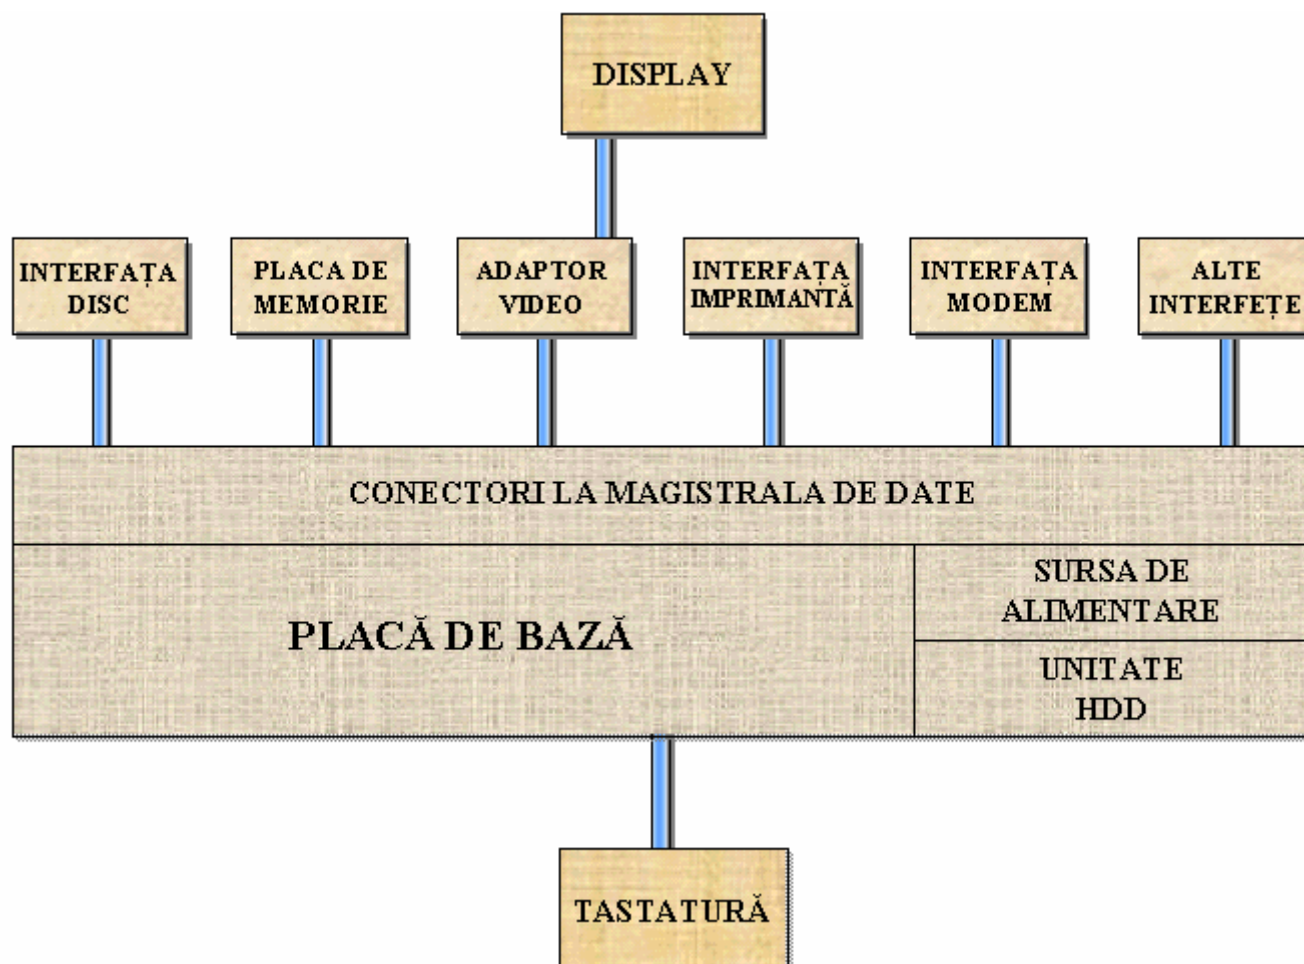 DISPLAY
INTERFAȚA
DISC
PLACA DE
MEMORIE
ADAPTOR
VIDEO
INTERFAȚA
IMPRIMANTĂ
INTERFAȚA
MODEM
ALTE
INTERFEȚE
CONECTORI LA MAGISTRALA DE DATE
PLACĂ DE BAZĂ
SURSA DE
ALIMENTARE
UNITATE
HDD
TASTATURĂ